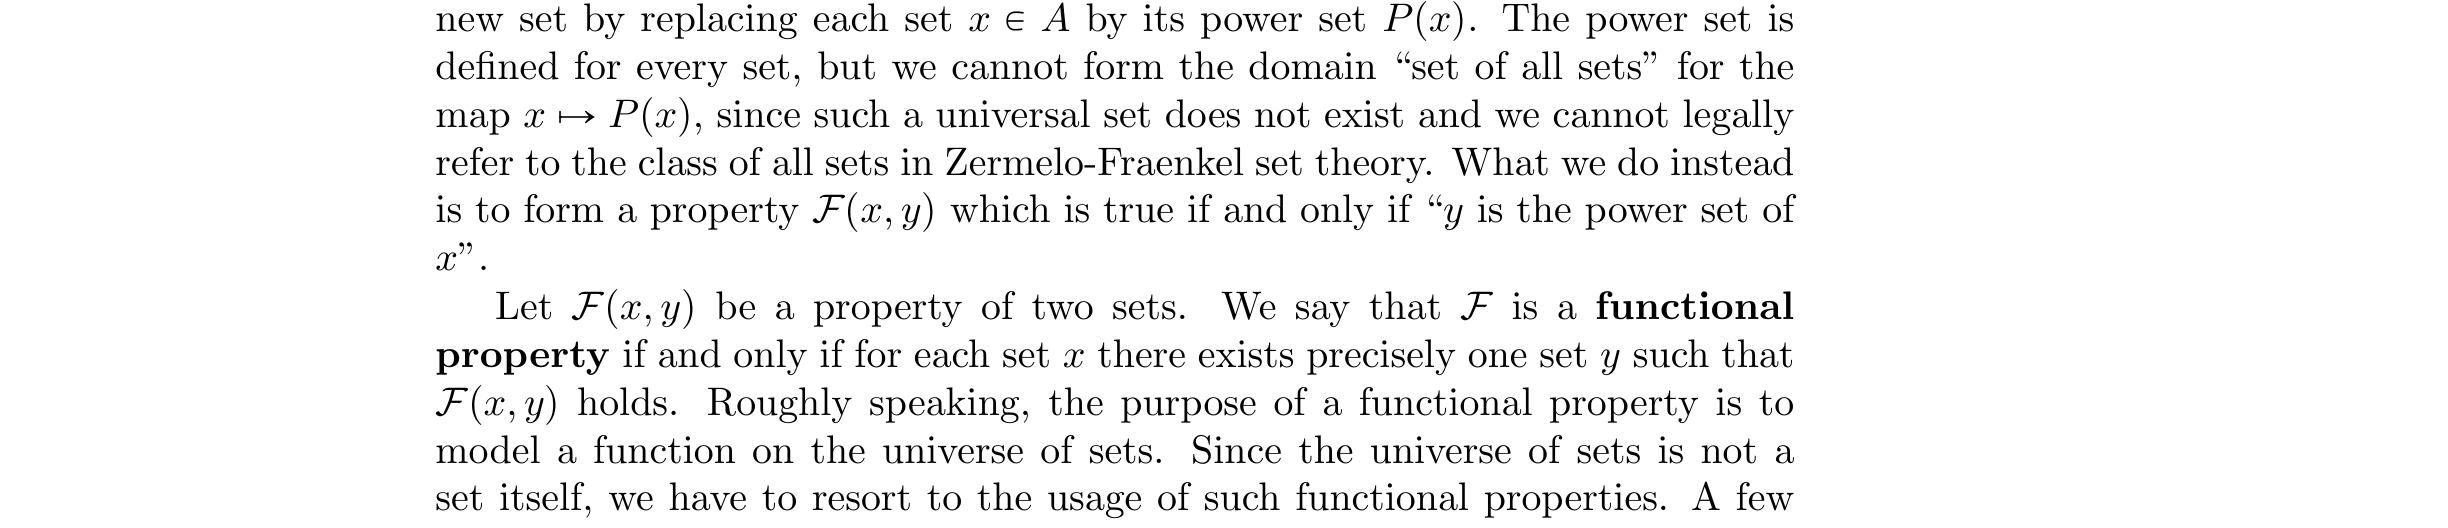 new set by replacing each set x ∈ A by its power set P(x). The power set is
defined for every set, but we cannot form the domain “set of all sets” for the
map x ↦ P(x), since such a universal set does not exist and we cannot legally
refer to the class of all sets in Zermelo-Fraenkel set theory. What we do instead
is to form a property ℱ(x, y) which is true if and only if “y is the power set of
x”.
Let ℱ(x, y) be a property of two sets. We say that ℱ is a functional
property if and only if for each set x there exists precisely one set y such that
ℱ(x, y) holds. Roughly speaking, the purpose of a functional property is to
model a function on the universe of sets. Since the universe of sets is not a
set itself, we have to resort to the usage of such functional properties. A few